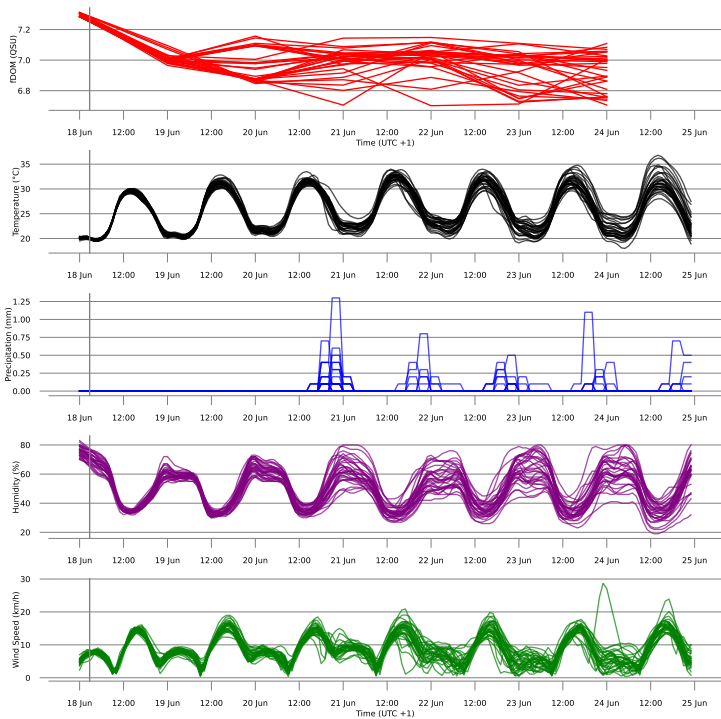 fDOM (QSU)
7.2
7.0
6.8
18 Jun 12:00 19 Jun 12:00 20 Jun 12:00 21 Jun 12:00 22 Jun 12:00 23 Jun 12:00 24 Jun 12:00 25 Jun
Time (UTC +1)
Temperature (°C)
35
30
25
20
18 Jun 12:00 19 Jun 12:00 20 Jun 12:00 21 Jun 12:00 22 Jun 12:00 23 Jun 12:00 24 Jun 12:00 25 Jun
Precipitation (mm)
1.25
1.00
0.75
0.50
0.25
0.00
18 Jun 12:00 19 Jun 12:00 20 Jun 12:00 21 Jun 12:00 22 Jun 12:00 23 Jun 12:00 24 Jun 12:00 25 Jun
Humidity (%)
80
60
40
20
18 Jun 12:00 19 Jun 12:00 20 Jun 12:00 21 Jun 12:00 22 Jun 12:00 23 Jun 12:00 24 Jun 12:00 25 Jun
Wind Speed (km/h)
30
20
10
0
18 Jun 12:00 19 Jun 12:00 20 Jun 12:00 21 Jun 12:00 22 Jun 12:00 23 Jun 12:00 24 Jun 12:00 25 Jun
Time (UTC +1)